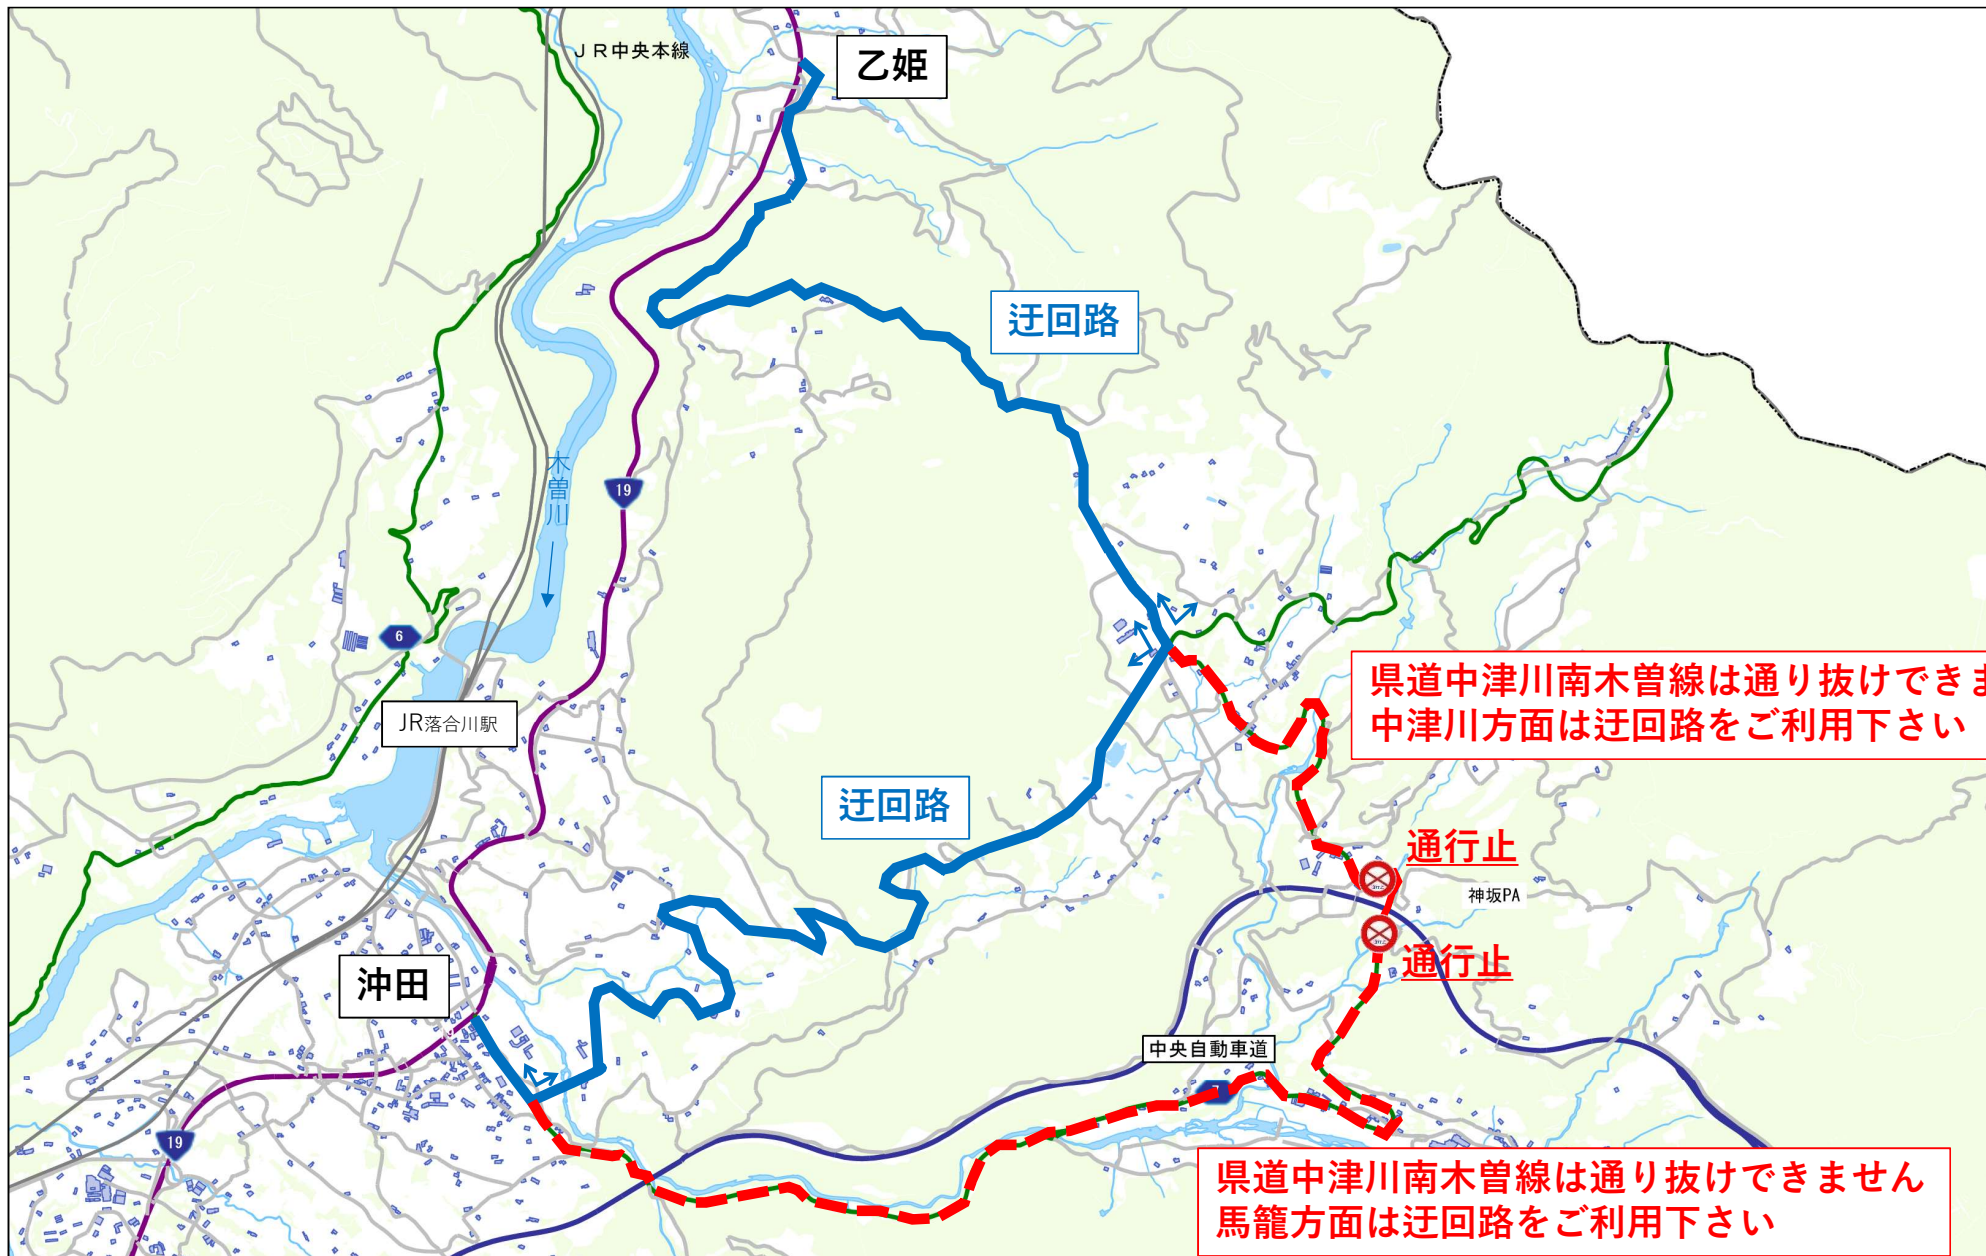 JR中央本線
乙姫
迂回路
木曽川
19
6
県道中津川南木曽線は通り抜けできま
中津川方面は迂回路をご利用下さい
JR落合川駅
迂回路
通行止
神坂PA
通行止
沖田
中央自動車道
7
19
県道中津川南木曽線は通り抜けできません
馬籠方面は迂回路をご利用下さい